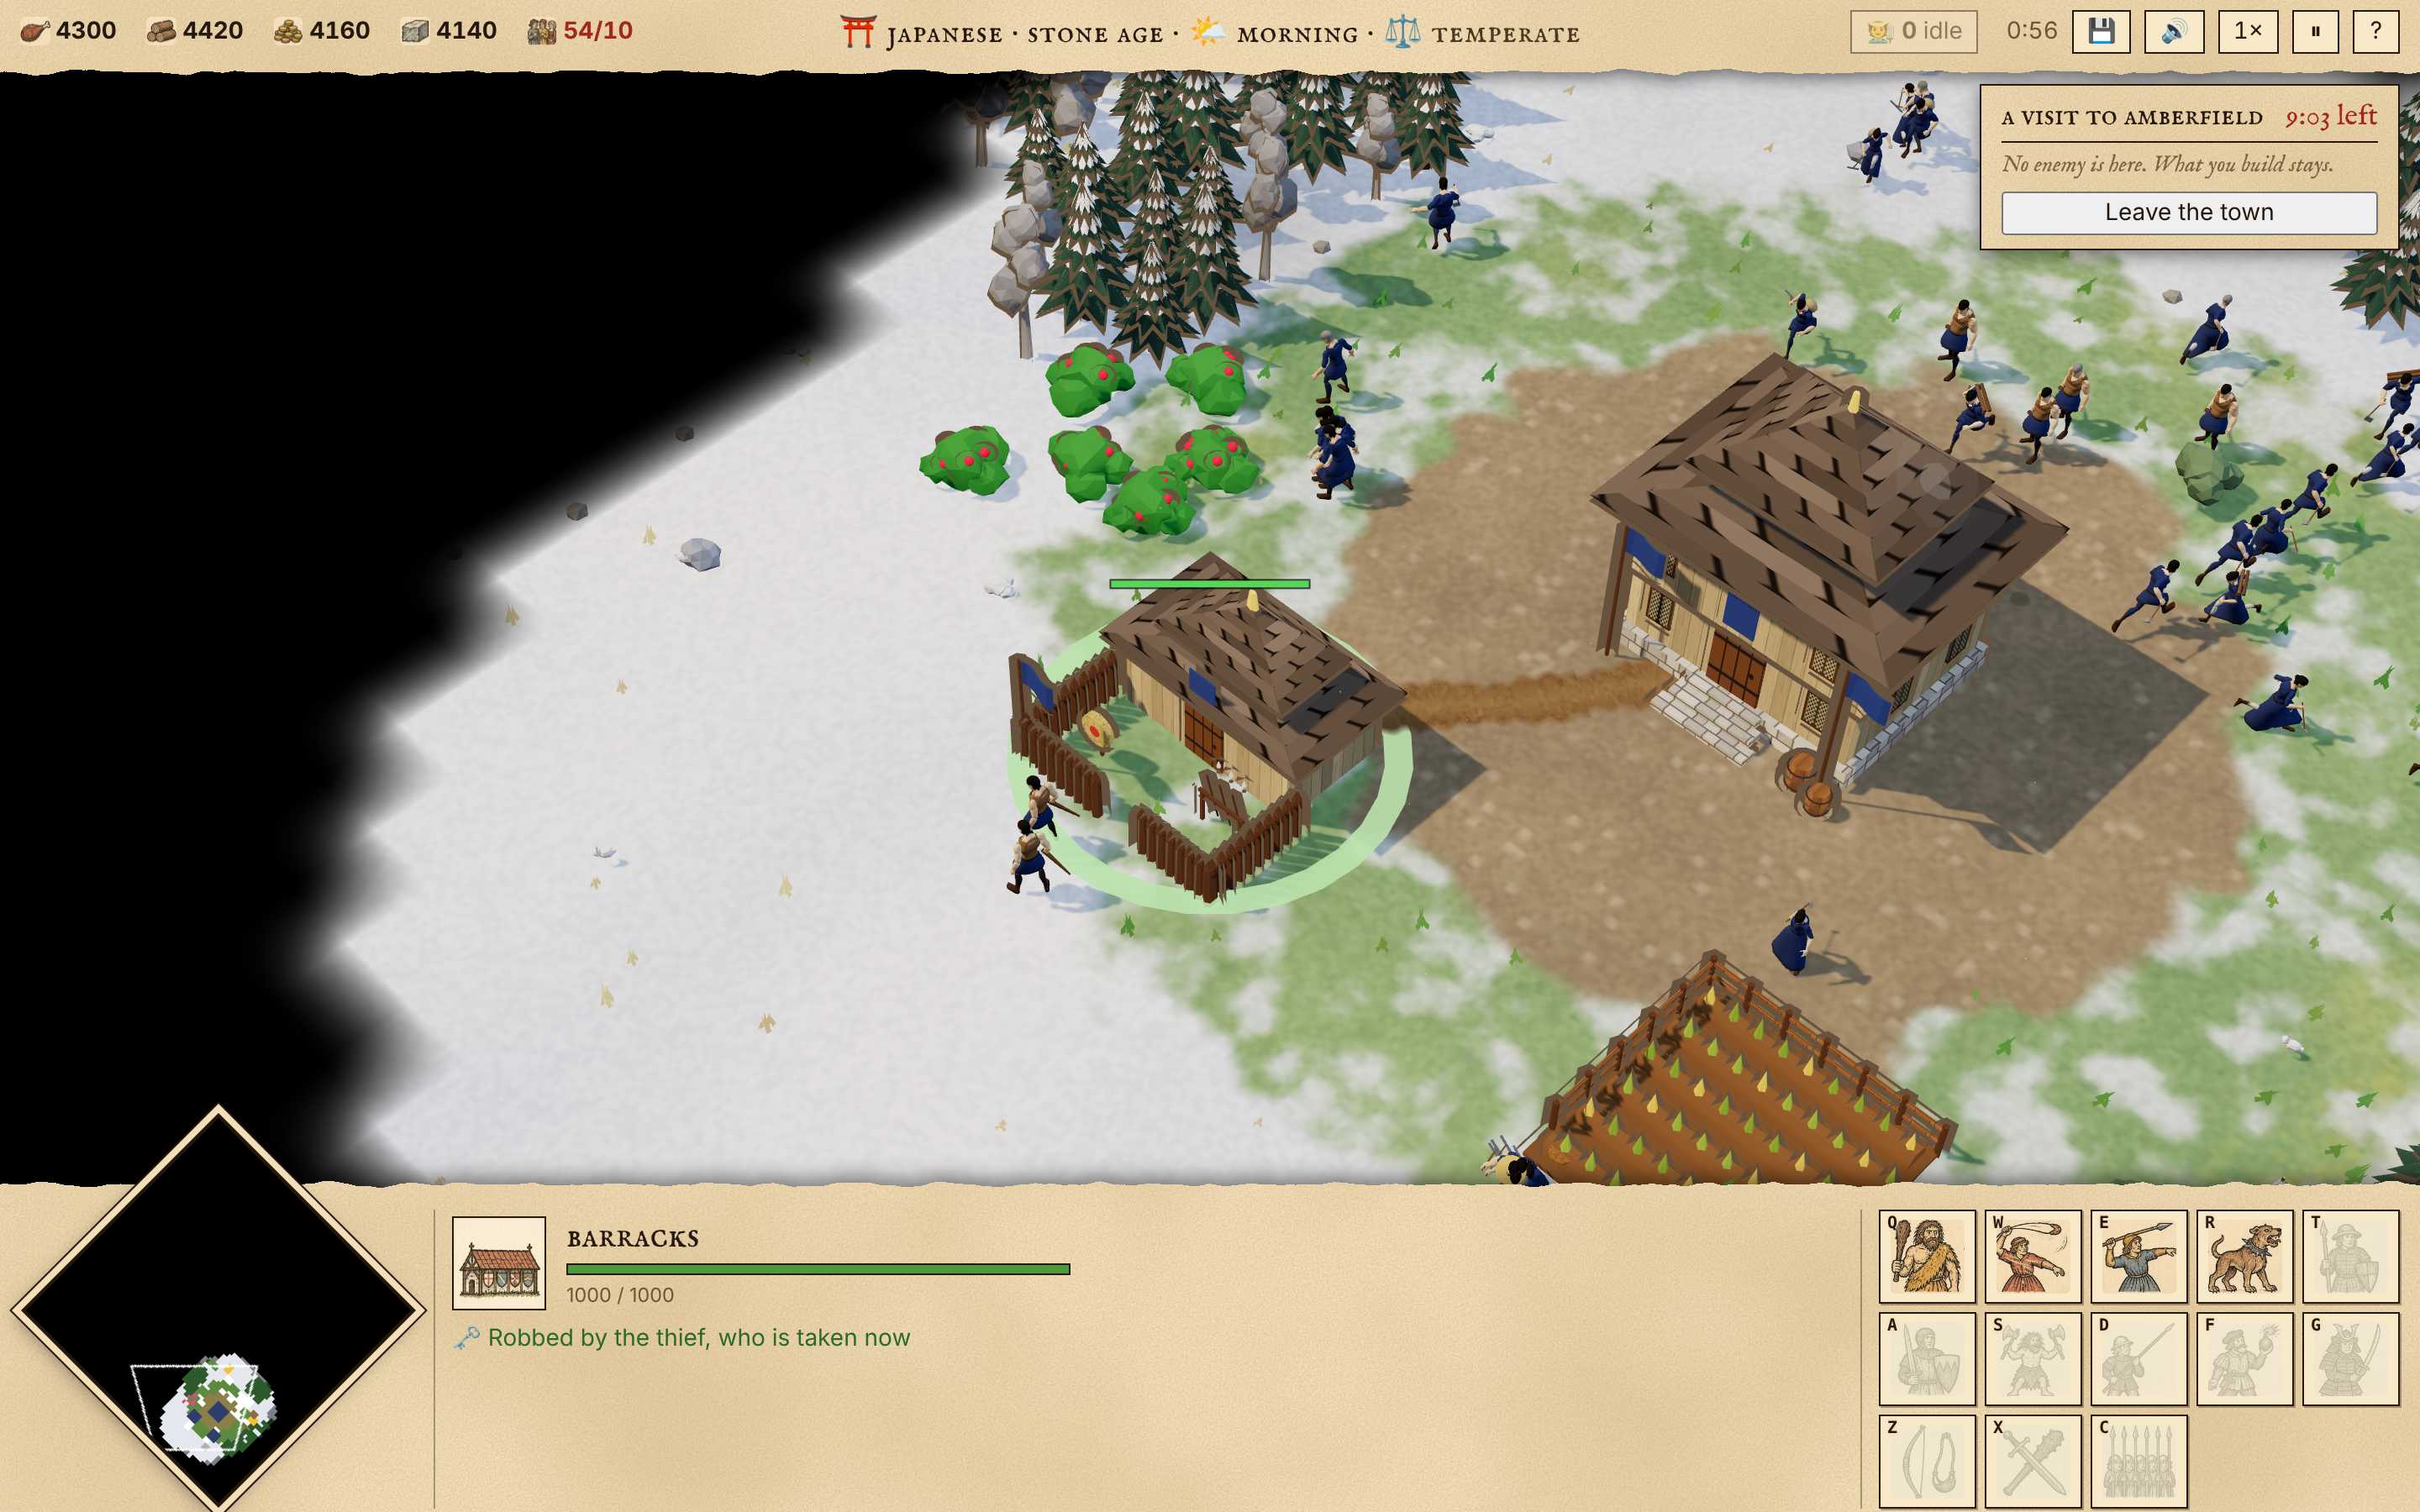 4300 4420 4160 4140 54/10
JAPANESE · STONE AGE · MORNING · TEMPERATE
0 idle 0:56 1× ?
A VISIT TO AMBERFIELD 9:03 left
No enemy is here. What you build stays.
Leave the town
BARRACKS
1000 / 1000
Robbed by the thief, who is taken now
Q W E R T
A S D F G
Z X C